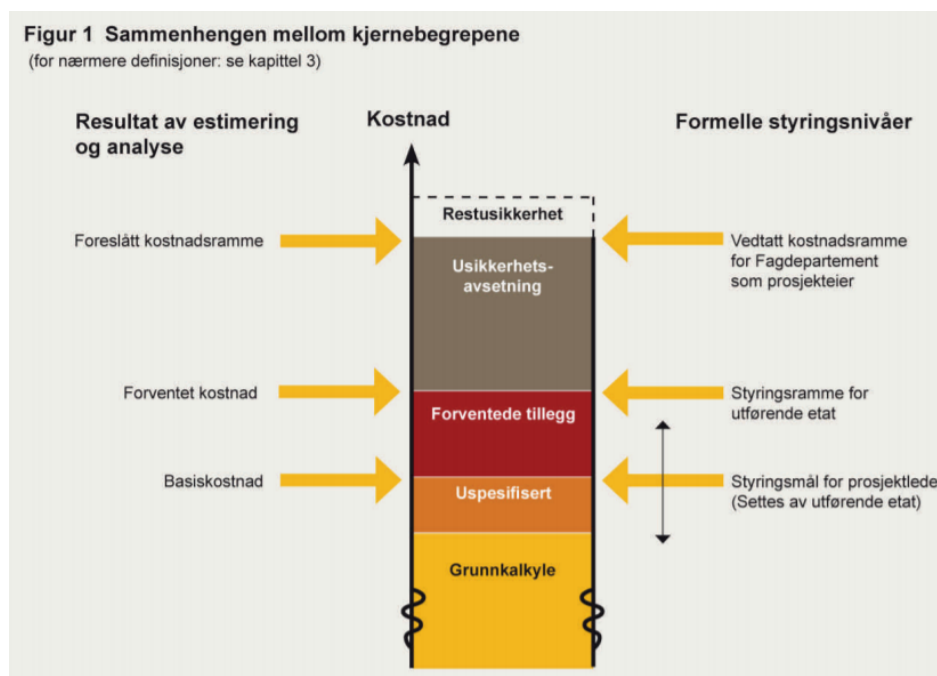 Figur 1  Sammenhengen mellom kjernebegrepene
(for nærmere definisjoner: se kapittel 3)
Resultat av estimering
og analyse
Kostnad
Formelle styringsnivåer
Restusikkerhet
Foreslått kostnadsramme
Vedtatt kostnadsramme
for Fagdepartement
som prosjekteier
Usikkerhets-
avsetning
Forventet kostnad
Styringsramme for
utførende etat
Forventede tillegg
Basiskostnad
Styringsmål for prosjektlede
(Settes av utførende etat)
Uspesifisert
Grunnkalkyle